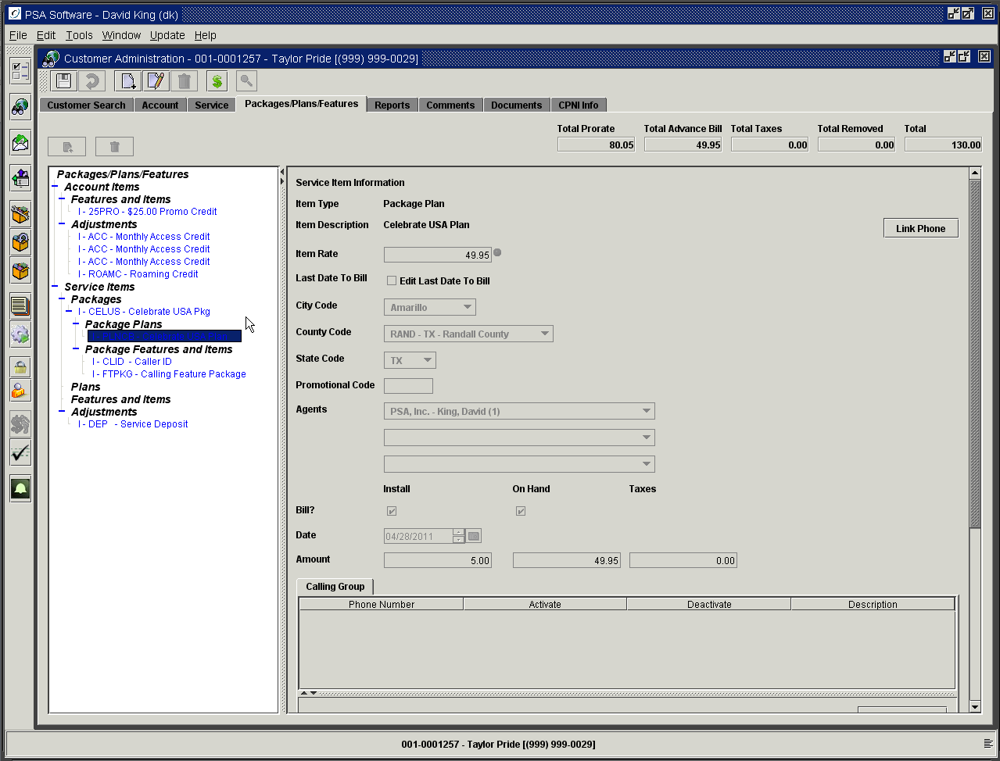 PSA Software - David King (dk)
File Edit Tools Window Update Help
Customer Administration - 001-0001257 - Taylor Pride [(999) 999-0029]
Customer Search Account Service Packages/Plans/Features Reports Comments Documents CPNI Info
Total Prorate Total Advance Bill Total Taxes Total Removed Total
80.05 49.95 0.00 0.00 130.00
Packages/Plans/Features
Account Items
Features and Items
I - 25PRO - $25.00 Promo Credit
Adjustments
I - ACC - Monthly Access Credit
I - ACC - Monthly Access Credit
I - ACC - Monthly Access Credit
I - ROAMC - Roaming Credit
Service Items
Packages
I - CELUS - Celebrate USA Pkg
Package Plans
Celebrate USA Plan
Package Features and Items
I - CLID - Caller ID
I - FTPKG - Calling Feature Package
Plans
Features and Items
Adjustments
I - DEP - Service Deposit
Service Item Information
Item Type Package Plan
Item Description Celebrate USA Plan
Link Phone
Item Rate 49.95
Last Date To Bill Edit Last Date To Bill
City Code Amarillo
County Code RAND - TX - Randall County
State Code TX
Promotional Code
Agents PSA, Inc. - King, David (1)
Install On Hand Taxes
Bill?
Date 04/28/2011
Amount 5.00 49.95 0.00
Calling Group
Phone Number Activate Deactivate Description
001-0001257 - Taylor Pride [(999) 999-0029]